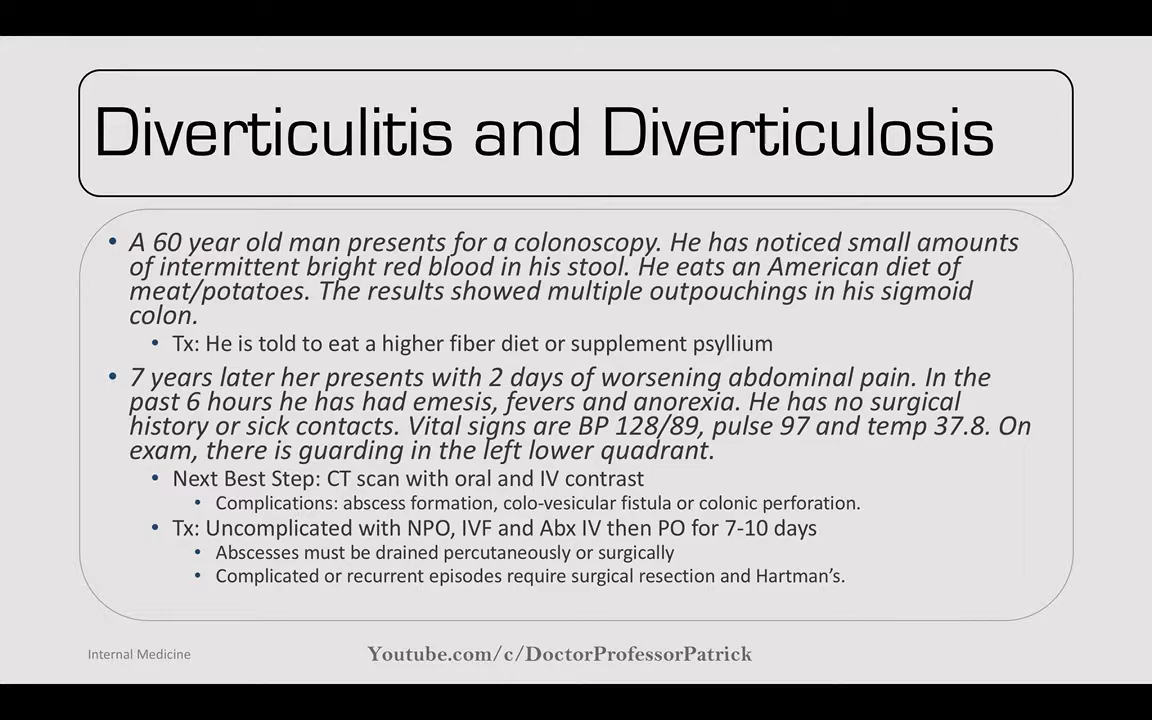 Diverticulitis and Diverticulosis
• A 60 year old man presents for a colonoscopy. He has noticed small amounts
of intermittent bright red blood in his stool. He eats an American diet of
meat/potatoes. The results showed multiple outpouchings in his sigmoid
colon.
• Tx: He is told to eat a higher fiber diet or supplement psyllium
• 7 years later her presents with 2 days of worsening abdominal pain. In the
past 6 hours he has had emesis, fevers and anorexia. He has no surgical
history or sick contacts. Vital signs are BP 128/89, pulse 97 and temp 37.8. On
exam, there is guarding in the left lower quadrant.
• Next Best Step: CT scan with oral and IV contrast
• Complications: abscess formation, colo-vesicular fistula or colonic perforation.
• Tx: Uncomplicated with NPO, IVF and Abx IV then PO for 7-10 days
• Abscesses must be drained percutaneously or surgically
• Complicated or recurrent episodes require surgical resection and Hartman's.
Internal Medicine
Youtube.com/c/DoctorProfessorPatrick